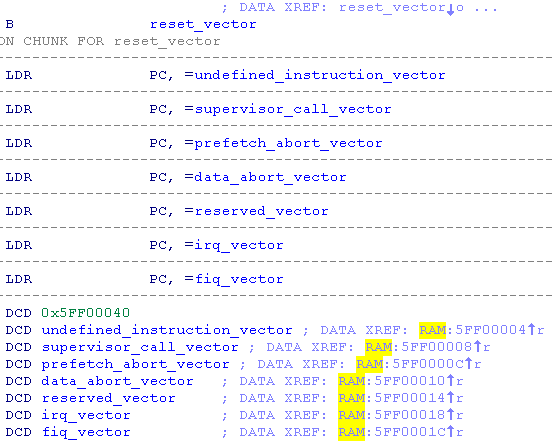 ; DATA XREF: reset_vector↓o ...
B reset_vector
ON CHUNK FOR reset_vector
LDR PC, =undefined_instruction_vector
LDR PC, =supervisor_call_vector
LDR PC, =prefetch_abort_vector
LDR PC, =data_abort_vector
LDR PC, =reserved_vector
LDR PC, =irq_vector
LDR PC, =fiq_vector
DCD 0x5FF00040
DCD undefined_instruction_vector ; DATA XREF: RAM:5FF00004↑r
DCD supervisor_call_vector ; DATA XREF: RAM:5FF00008↑r
DCD prefetch_abort_vector ; DATA XREF: RAM:5FF0000C↑r
DCD data_abort_vector ; DATA XREF: RAM:5FF00010↑r
DCD reserved_vector ; DATA XREF: RAM:5FF00014↑r
DCD irq_vector ; DATA XREF: RAM:5FF00018↑r
DCD fiq_vector ; DATA XREF: RAM:5FF0001C↑r